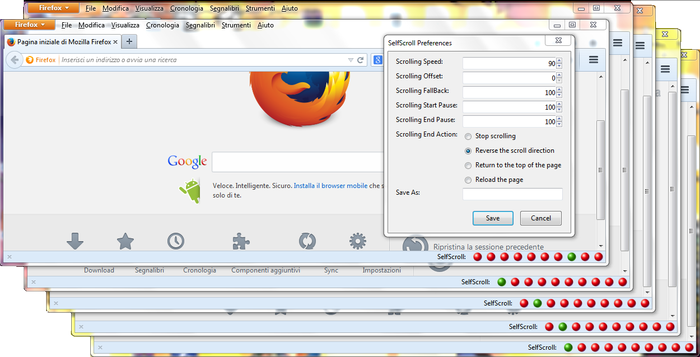 Firefox File Modifica Visualizza Cronologia Segnalibri Strumenti Aiuto
Firefox File Modifica Visualizza Cronologia Segnalibri Strumenti Aiuto
Pagina iniziale di Mozilla Firefox
Firefox Inserisci un indirizzo o avvia una ricerca
Google
Veloce. Intelligente. Sicuro. Installa il browser mobile che s
solo di te.
SelfScroll Preferences
Scrolling Speed: 90
Scrolling Offset: 0
Scrolling FallBack: 100
Scrolling Start Pause: 100
Scrolling End Pause: 100
Scrolling End Action: Stop scrolling
Reverse the scroll direction
Return to the top of the page
Reload the page
Save As:
Save Cancel
Ripristina la sessione precedente
SelfScroll:
Download Segnalibri Cronologia Componenti aggiuntivi Sync Impostazioni
SelfScroll:
SelfScroll:
SelfScroll:
SelfScroll: